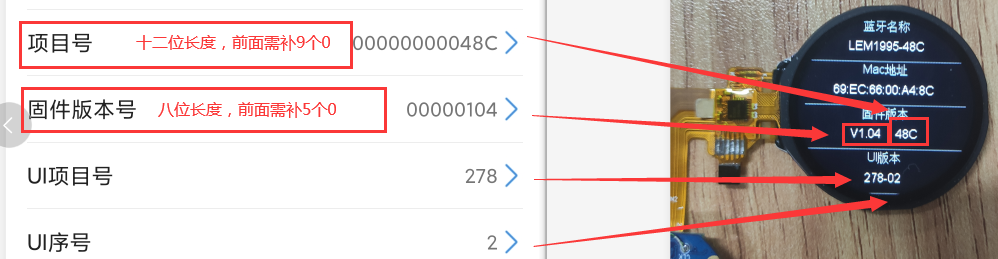 项目号
十二位长度，前面需补9个0
00000000048C
固件版本号
八位长度，前面需补5个0
00000104
UI项目号
278
UI序号
2
蓝牙名称
LEM1995-48C
Mac地址
69:EC:66:00:A4:8C
固件版本
V1.04
48C
UI版本
278-02